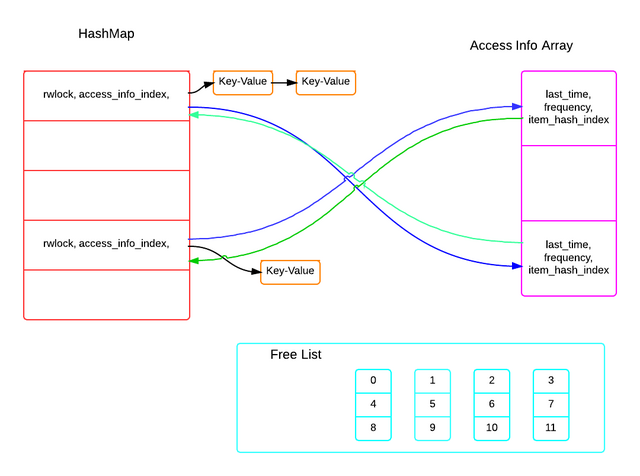 HashMap
Access Info Array
rwlock, access_info_index,
Key-Value
Key-Value
last_time,
frequency,
item_hash_index
rwlock, access_info_index,
Key-Value
last_time,
frequency,
item_hash_index
Free List
0 1 2 3
4 5 6 7
8 9 10 11